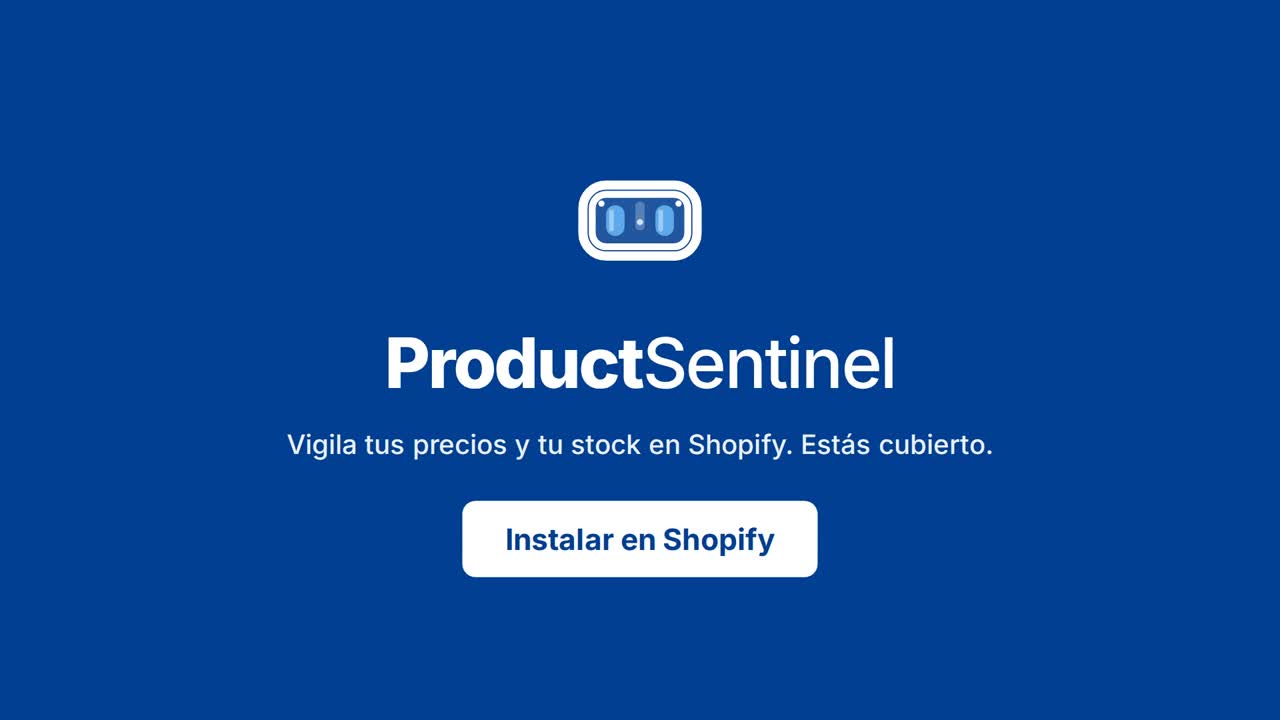 ProductSentinel
Vigila tus precios y tu stock en Shopify. Estás cubierto.
Instalar en Shopify